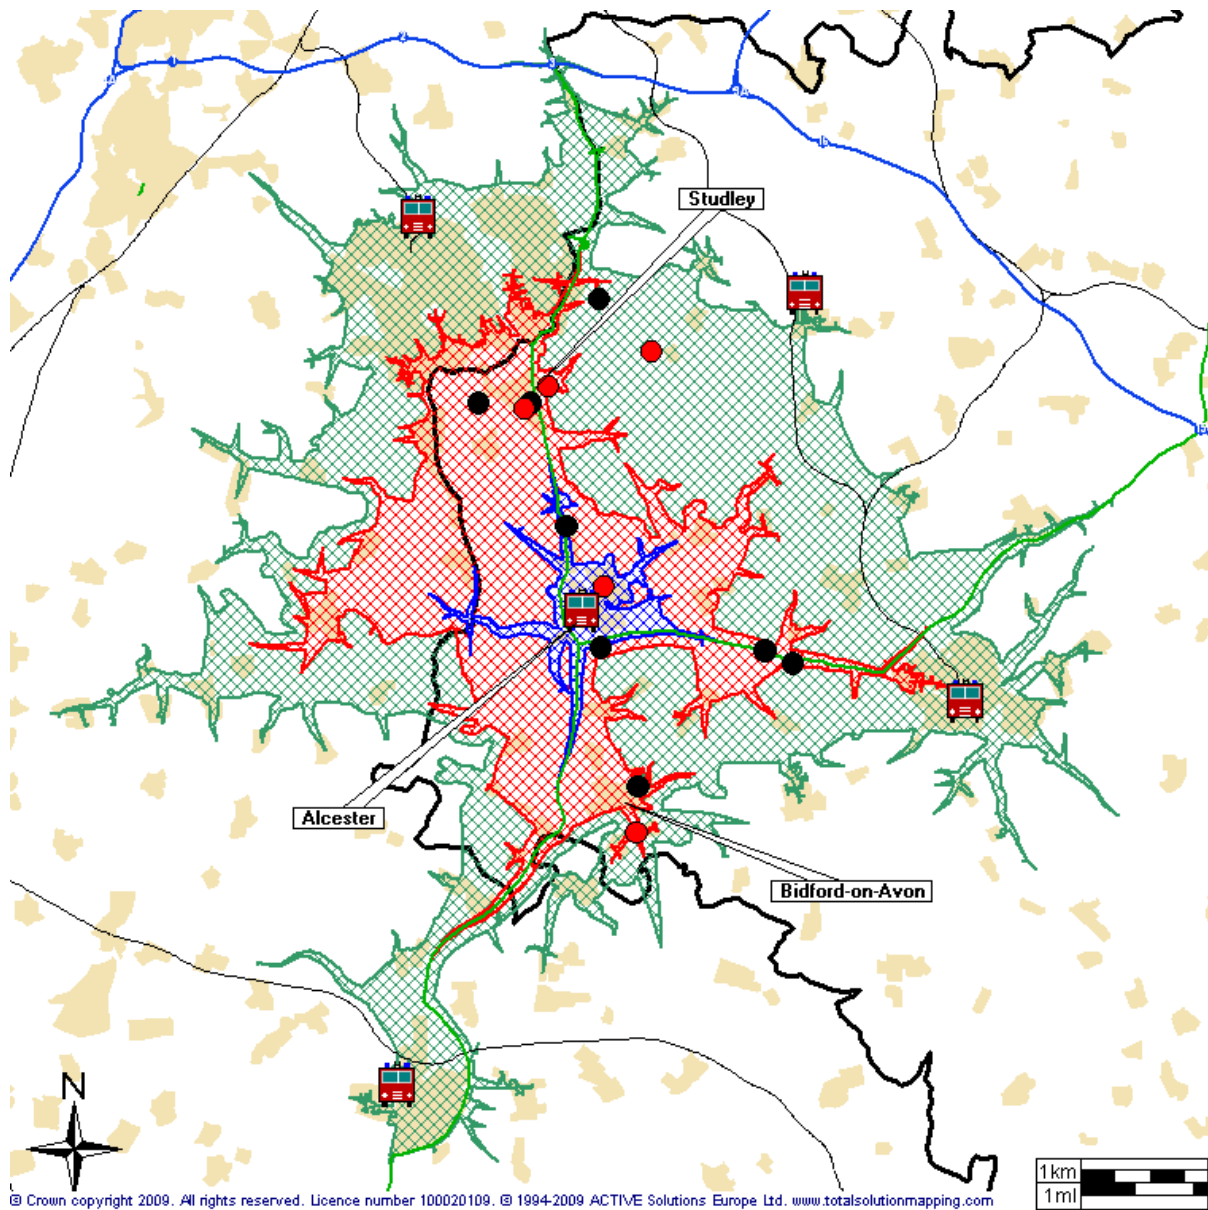 Studley
Alcester
Bidford-on-Avon
N
1km
1ml
© Crown copyright 2009. All rights reserved. Licence number 100020109. © 1994-2009 ACTIVE Solutions Europe Ltd. www.totalsolutionmapping.com